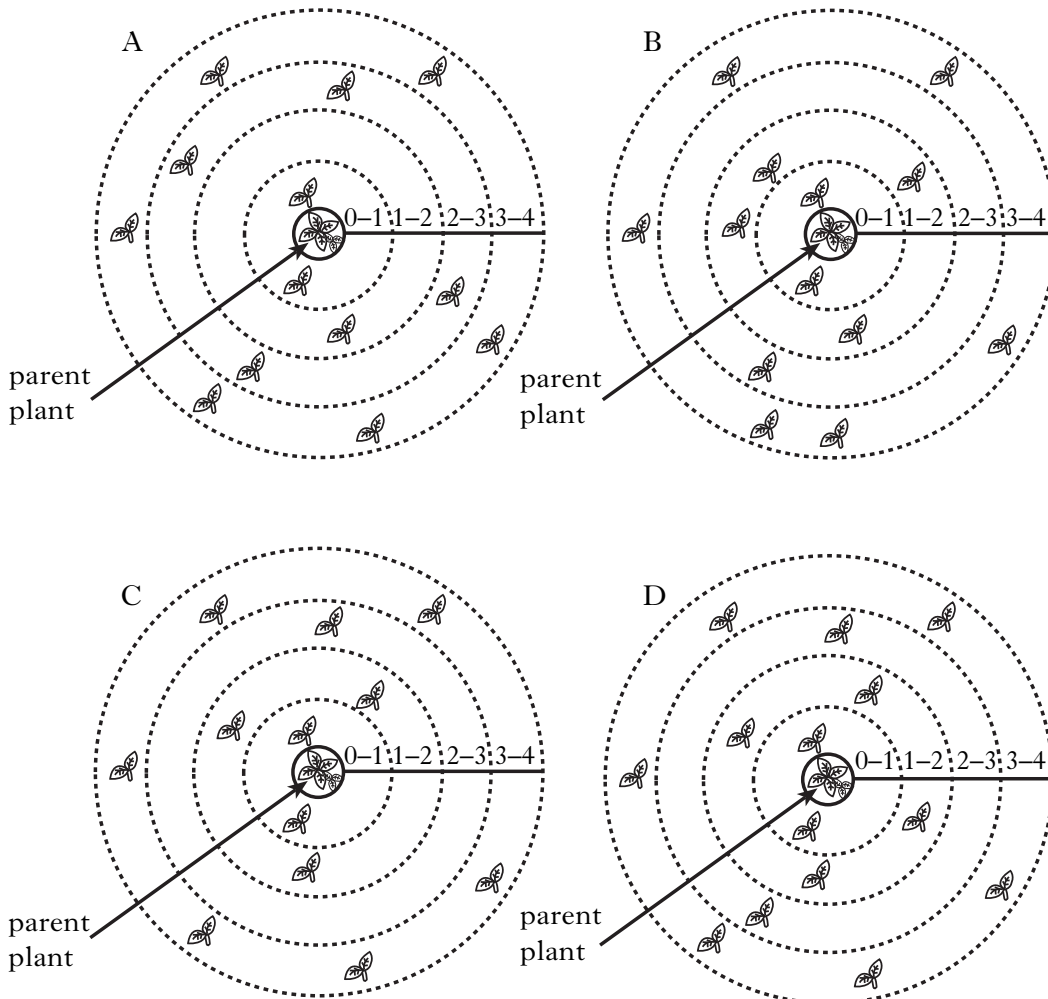 A
0–1 1–2 2–3 3–4
parent
plant
B
0–1 1–2 2–3 3–4
parent
plant
C
0–1 1–2 2–3 3–4
parent
plant
D
0–1 1–2 2–3 3–4
parent
plant